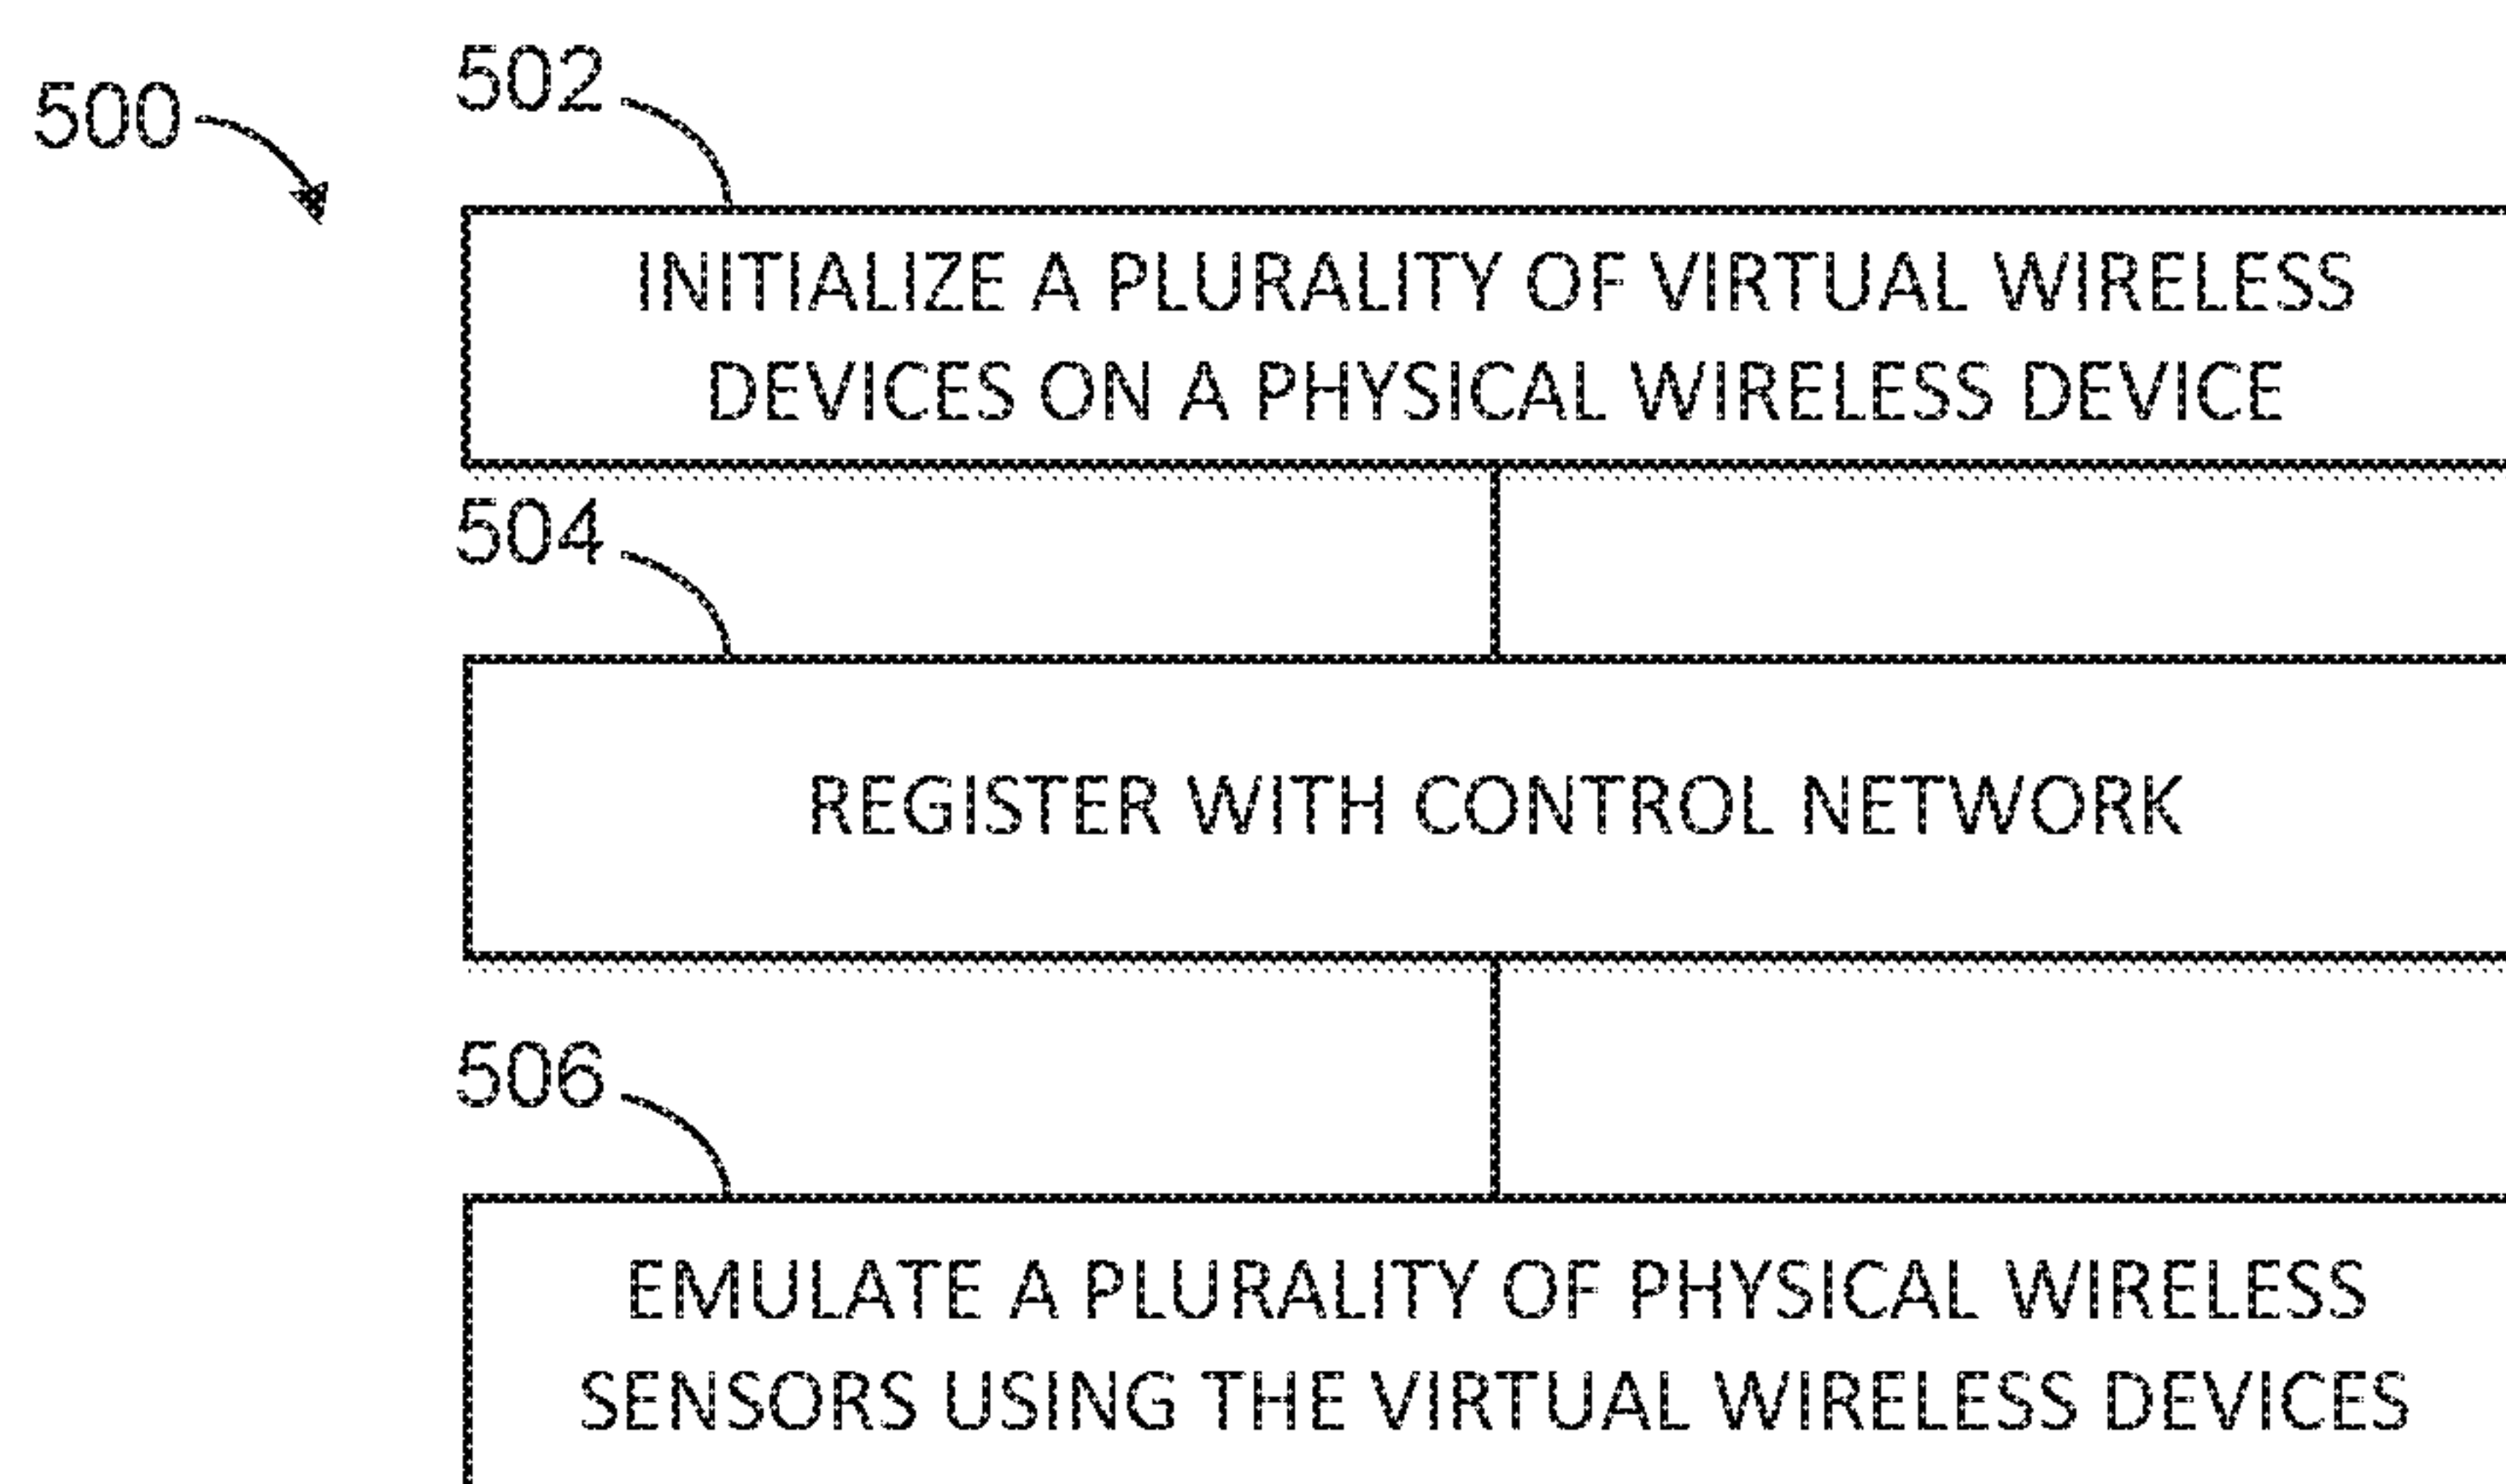 500
502
INITIALIZE A PLURALITY OF VIRTUAL WIRELESS
DEVICES ON A PHYSICAL WIRELESS DEVICE
504
REGISTER WITH CONTROL NETWORK
506
EMULATE A PLURALITY OF PHYSICAL WIRELESS
SENSORS USING THE VIRTUAL WIRELESS DEVICES